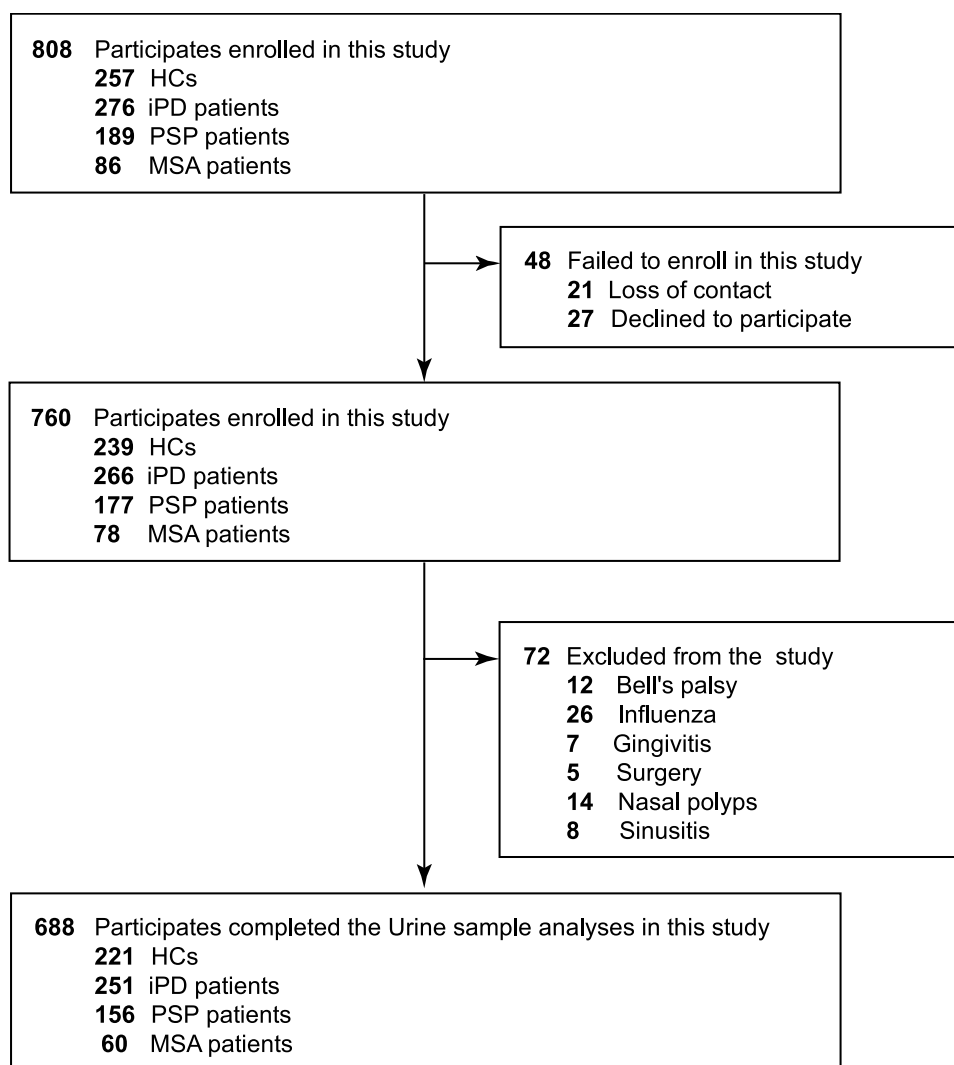 808 Participates enrolled in this study
257 HCs
276 iPD patients
189 PSP patients
86 MSA patients
48 Failed to enroll in this study
21 Loss of contact
27 Declined to participate
760 Participates enrolled in this study
239 HCs
266 iPD patients
177 PSP patients
78 MSA patients
72 Excluded from the study
12 Bell's palsy
26 Influenza
7 Gingivitis
5 Surgery
14 Nasal polyps
8 Sinusitis
688 Participates completed the Urine sample analyses in this study
221 HCs
251 iPD patients
156 PSP patients
60 MSA patients